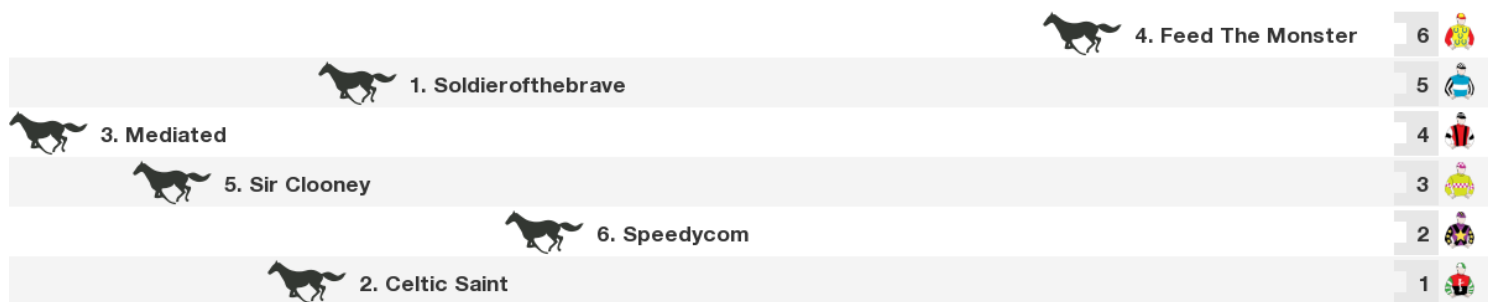 4. Feed The Monster 6
1. Soldierofthebrave 5
3. Mediated 4
5. Sir Clooney 3
6. Speedycom 2
2. Celtic Saint 1